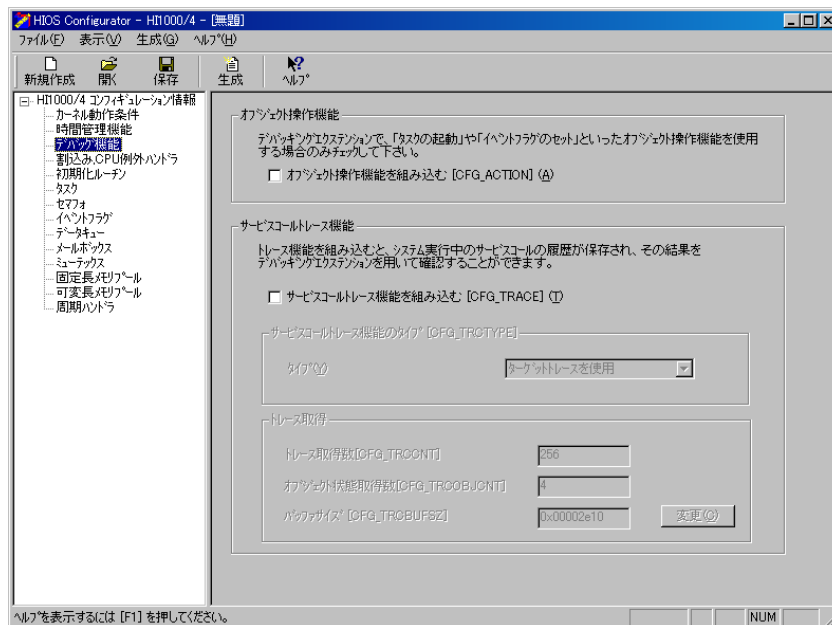 HIOS Configurator - HI1000/4 - [無題]
ファイル(F) 表示(V) 生成(G) ヘルプ(H)
新規作成 開く 保存 生成 ヘルプ
HI1000/4 コンフィギュレーション情報
カーネル動作条件
時間管理機能
デバッグ機能
割込み,CPU例外ハンドラ
初期化ルーチン
タスク
セマフォ
イベントフラグ
データキュー
メールボックス
ミューテックス
固定長メモリプール
可変長メモリプール
周期ハンドラ
オブジェクト操作機能
デバッギングエクステンションで、「タスクの起動」や「イベントフラグのセット」といったオブジェクト操作機能を使用
する場合のみチェックして下さい。
オブジェクト操作機能を組み込む [CFG_ACTION] (A)
サービスコールトレース機能
トレース機能を組み込むと、システム実行中のサービスコールの履歴が保存され、その結果を
デバッギングエクステンションを用いて確認することができます。
サービスコールトレース機能を組み込む [CFG_TRACE] (T)
サービスコールトレース機能のタイプ [CFG_TRCTYPE]
タイプ(Y) ターゲットトレースを使用
トレース取得
トレース取得数[CFG_TRCCNT] 256
オブジェクト状態取得数[CFG_TRCOBJCNT] 4
バッファサイズ [CFG_TRCBUFSZ] 0x00002e10 変更(C)
ヘルプを表示するには [F1] を押してください。 NUM